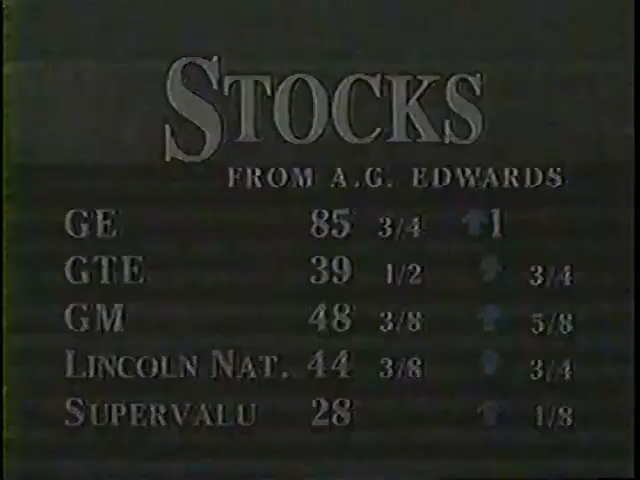 STOCKS
FROM A.G. EDWARDS
GE 85 3/4 ↑1
GTE 39 1/2 ↑ 3/4
GM 48 3/8 ↑ 5/8
LINCOLN NAT. 44 3/8 ↑ 3/4
SUPERVALU 28 ↑ 1/8